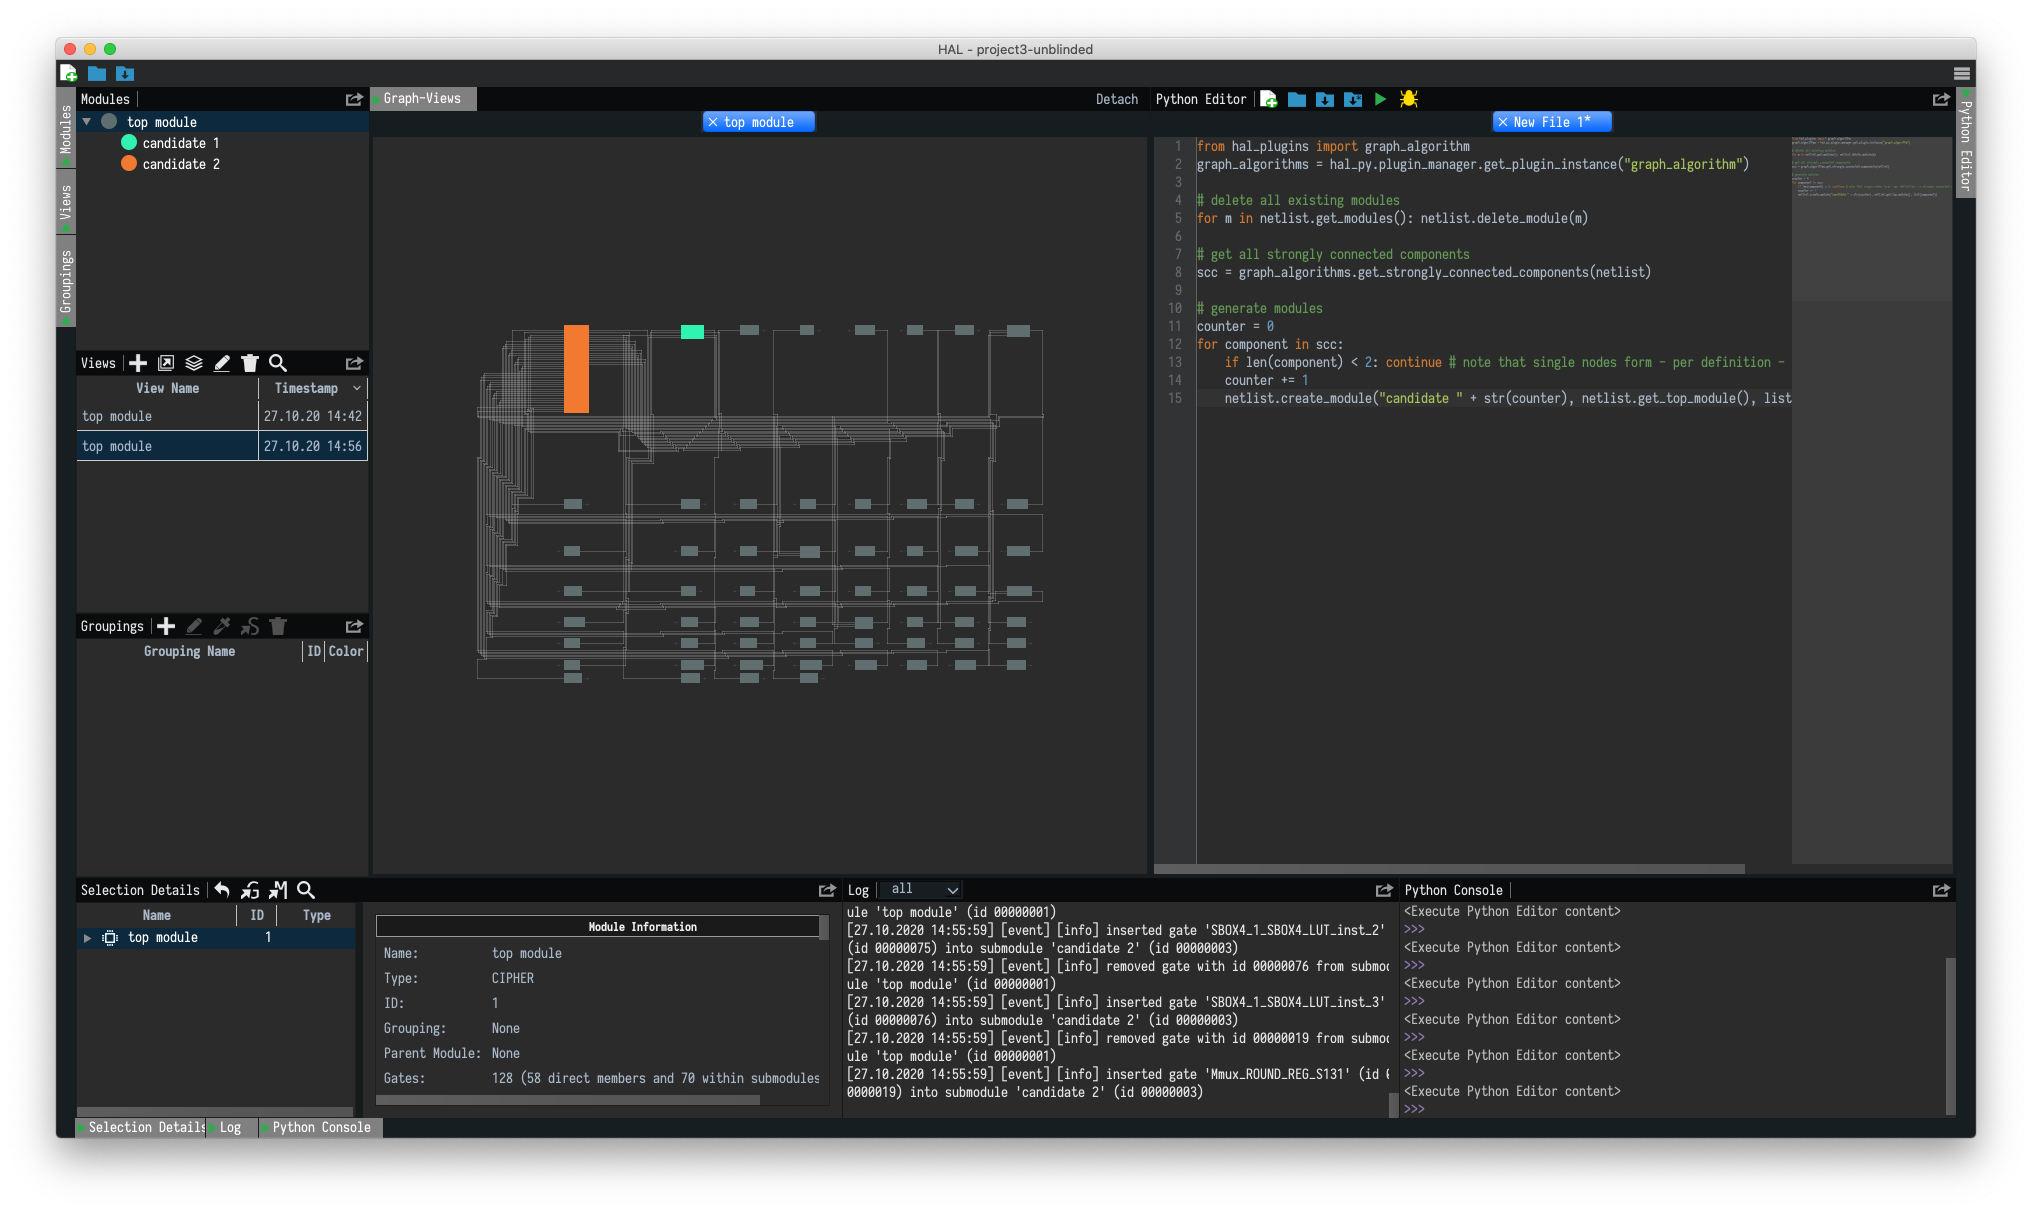 HAL - project3-unblinded
Modules
Views
Groupings
Modules
top module
candidate 1
candidate 2
Views
View Name Timestamp
top module 27.10.20 14:42
top module 27.10.20 14:56
Groupings
Grouping Name ID Color
Graph-Views
Detach
top module
Python Editor
New File 1*
Python Editor
1 from hal_plugins import graph_algorithm
2 graph_algorithms = hal_py.plugin_manager.get_plugin_instance("graph_algorithm")
3
4 # delete all existing modules
5 for m in netlist.get_modules(): netlist.delete_module(m)
6
7 # get all strongly connected components
8 scc = graph_algorithms.get_strongly_connected_components(netlist)
9
10 # generate modules
11 counter = 0
12 for component in scc:
13 if len(component) < 2: continue # note that single nodes form - per definition -
14 counter += 1
15 netlist.create_module("candidate " + str(counter), netlist.get_top_module(), list
Selection Details
Name ID Type
top module 1
Module Information
Name: top module
Type: CIPHER
ID: 1
Grouping: None
Parent Module: None
Gates: 128 (58 direct members and 70 within submodules
Log all
ule 'top module' (id 00000001)
[27.10.2020 14:55:59] [event] [info] inserted gate 'SBOX4_1_SBOX4_LUT_inst_2'
(id 00000075) into submodule 'candidate 2' (id 00000003)
[27.10.2020 14:55:59] [event] [info] removed gate with id 00000076 from submod
ule 'top module' (id 00000001)
[27.10.2020 14:55:59] [event] [info] inserted gate 'SBOX4_1_SBOX4_LUT_inst_3'
(id 00000076) into submodule 'candidate 2' (id 00000003)
[27.10.2020 14:55:59] [event] [info] removed gate with id 00000019 from submod
ule 'top module' (id 00000001)
[27.10.2020 14:55:59] [event] [info] inserted gate 'Mmux_ROUND_REG_S131' (id 0
0000019) into submodule 'candidate 2' (id 00000003)
Python Console
<Execute Python Editor content>
>>>
<Execute Python Editor content>
>>>
<Execute Python Editor content>
>>>
<Execute Python Editor content>
>>>
<Execute Python Editor content>
>>>
<Execute Python Editor content>
>>>
Selection Details
Log
Python Console